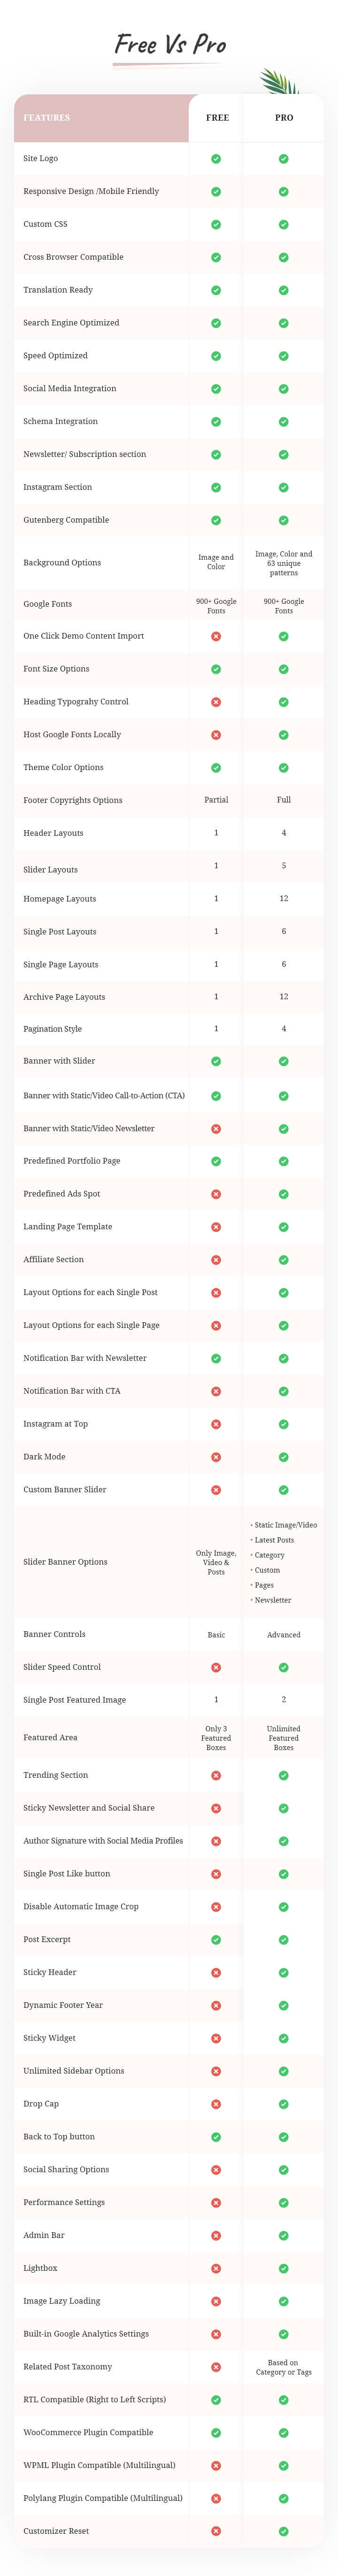 Free Vs Pro
FEATURES FREE PRO
Site Logo
Responsive Design /Mobile Friendly
Custom CSS
Cross Browser Compatible
Translation Ready
Search Engine Optimized
Speed Optimized
Social Media Integration
Schema Integration
Newsletter/ Subscription section
Instagram Section
Gutenberg Compatible
Background Options
Image and
Color
Image, Color and
63 unique
patterns
Google Fonts
900+ Google
Fonts
900+ Google
Fonts
One Click Demo Content Import
Font Size Options
Heading Typograhy Control
Host Google Fonts Locally
Theme Color Options
Footer Copyrights Options Partial Full
Header Layouts 1 4
Slider Layouts 1 5
Homepage Layouts 1 12
Single Post Layouts 1 6
Single Page Layouts 1 6
Archive Page Layouts 1 12
Pagination Style 1 4
Banner with Slider
Banner with Static/Video Call-to-Action (CTA)
Banner with Static/Video Newsletter
Predefined Portfolio Page
Predefined Ads Spot
Landing Page Template
Affiliate Section
Layout Options for each Single Post
Layout Options for each Single Page
Notification Bar with Newsletter
Notification Bar with CTA
Instagram at Top
Dark Mode
Custom Banner Slider
Slider Banner Options
Only Image,
Video &
Posts
• Static Image/Video
• Latest Posts
• Category
• Custom
• Pages
• Newsletter
Banner Controls Basic Advanced
Slider Speed Control
Single Post Featured Image 1 2
Featured Area
Only 3
Featured
Boxes
Unlimited
Featured
Boxes
Trending Section
Sticky Newsletter and Social Share
Author Signature with Social Media Profiles
Single Post Like button
Disable Automatic Image Crop
Post Excerpt
Sticky Header
Dynamic Footer Year
Sticky Widget
Unlimited Sidebar Options
Drop Cap
Back to Top button
Social Sharing Options
Performance Settings
Admin Bar
Lightbox
Image Lazy Loading
Built-in Google Analytics Settings
Related Post Taxonomy
Based on
Category or Tags
RTL Compatible (Right to Left Scripts)
WooCommerce Plugin Compatible
WPML Plugin Compatible (Multilingual)
Polylang Plugin Compatible (Multilingual)
Customizer Reset